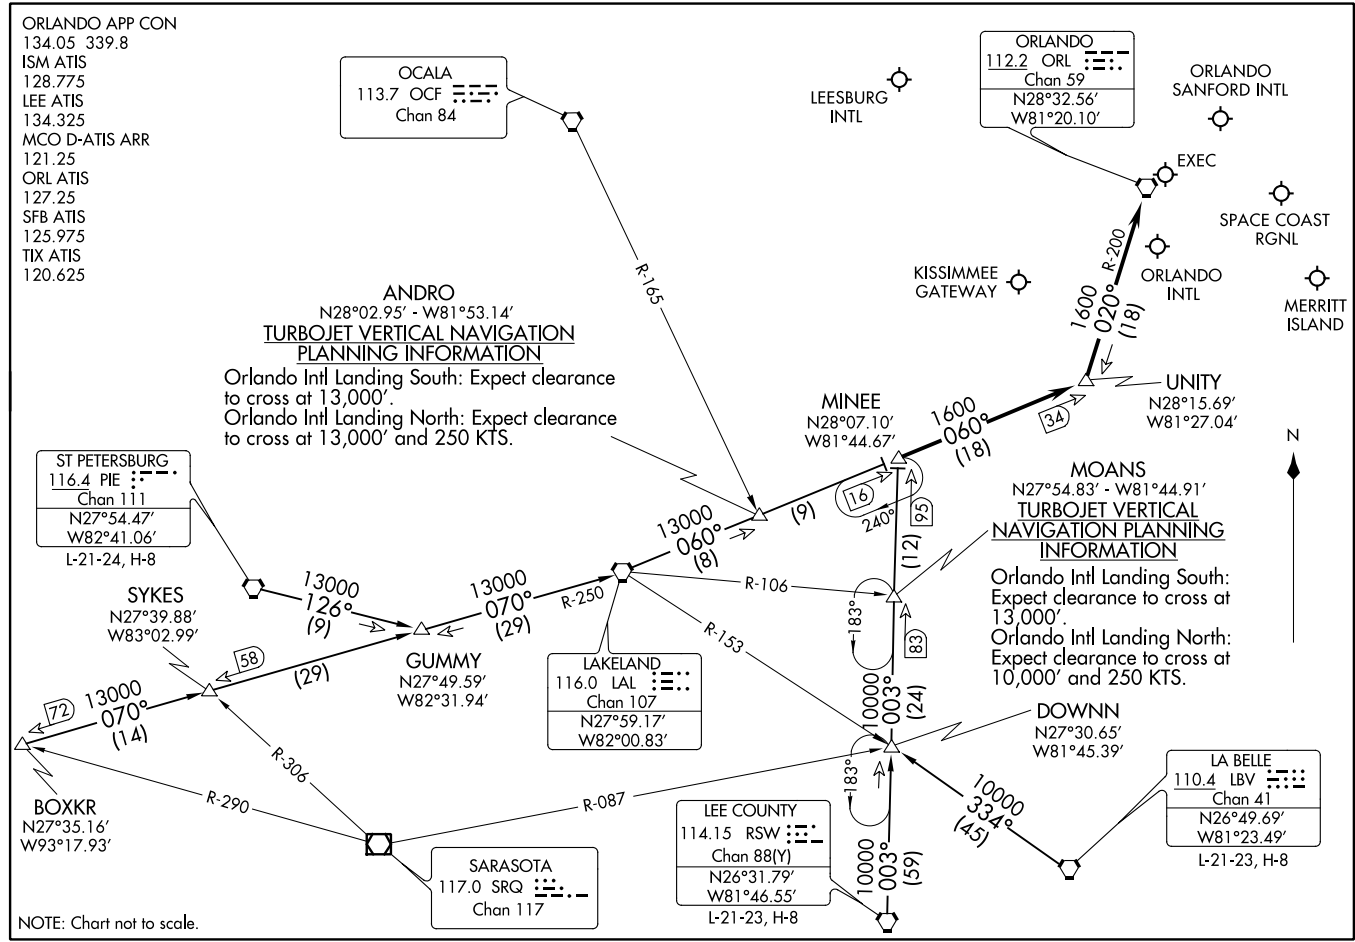 ORLANDO APP CON
134.05 339.8
ISM ATIS
128.775
LEE ATIS
134.325
MCO D-ATIS ARR
121.25
ORL ATIS
127.25
SFB ATIS
125.975
TIX ATIS
120.625
OCALA
113.7 OCF
Chan 84
LEESBURG
INTL
ORLANDO
112.2 ORL
Chan 59
N28°32.56'
W81°20.10'
ORLANDO
SANFORD INTL
EXEC
SPACE COAST
RGNL
ORLANDO
INTL
KISSIMMEE
GATEWAY
MERRITT
ISLAND
R-200
1600
020°
(18)
R-165
ANDRO
N28°02.95' - W81°53.14'
TURBOJET VERTICAL NAVIGATION
PLANNING INFORMATION
Orlando Intl Landing South: Expect clearance
to cross at 13,000'.
Orlando Intl Landing North: Expect clearance
to cross at 13,000' and 250 KTS.
UNITY
N28°15.69'
W81°27.04'
MINEE
N28°07.10'
W81°44.67'
1600
060°
(18)
34
N
ST PETERSBURG
116.4 PIE
Chan 111
N27°54.47'
W82°41.06'
L-21-24, H-8
MOANS
N27°54.83' - W81°44.91'
TURBOJET VERTICAL
NAVIGATION PLANNING
INFORMATION
Orlando Intl Landing South:
Expect clearance to cross at
13,000'.
Orlando Intl Landing North:
Expect clearance to cross at
10,000' and 250 KTS.
16
240°
95
(12)
(9)
13000
060°
(8)
13000
126°
(9)
13000
070°
(29)
R-250
R-106
R-153
183°
83
SYKES
N27°39.88'
W83°02.99'
58
(29)
GUMMY
N27°49.59'
W82°31.94'
LAKELAND
116.0 LAL
Chan 107
N27°59.17'
W82°00.83'
10000
003°
(24)
72
13000
070°
(14)
DOWNN
N27°30.65'
W81°45.39'
R-306
R-290
R-087
183°
BOXKR
N27°35.16'
W93°17.93'
10000
334°
(45)
LA BELLE
110.4 LBV
Chan 41
N26°49.69'
W81°23.49'
L-21-23, H-8
LEE COUNTY
114.15 RSW
Chan 88(Y)
N26°31.79'
W81°46.55'
L-21-23, H-8
10000
003°
(59)
SARASOTA
117.0 SRQ
Chan 117
NOTE: Chart not to scale.